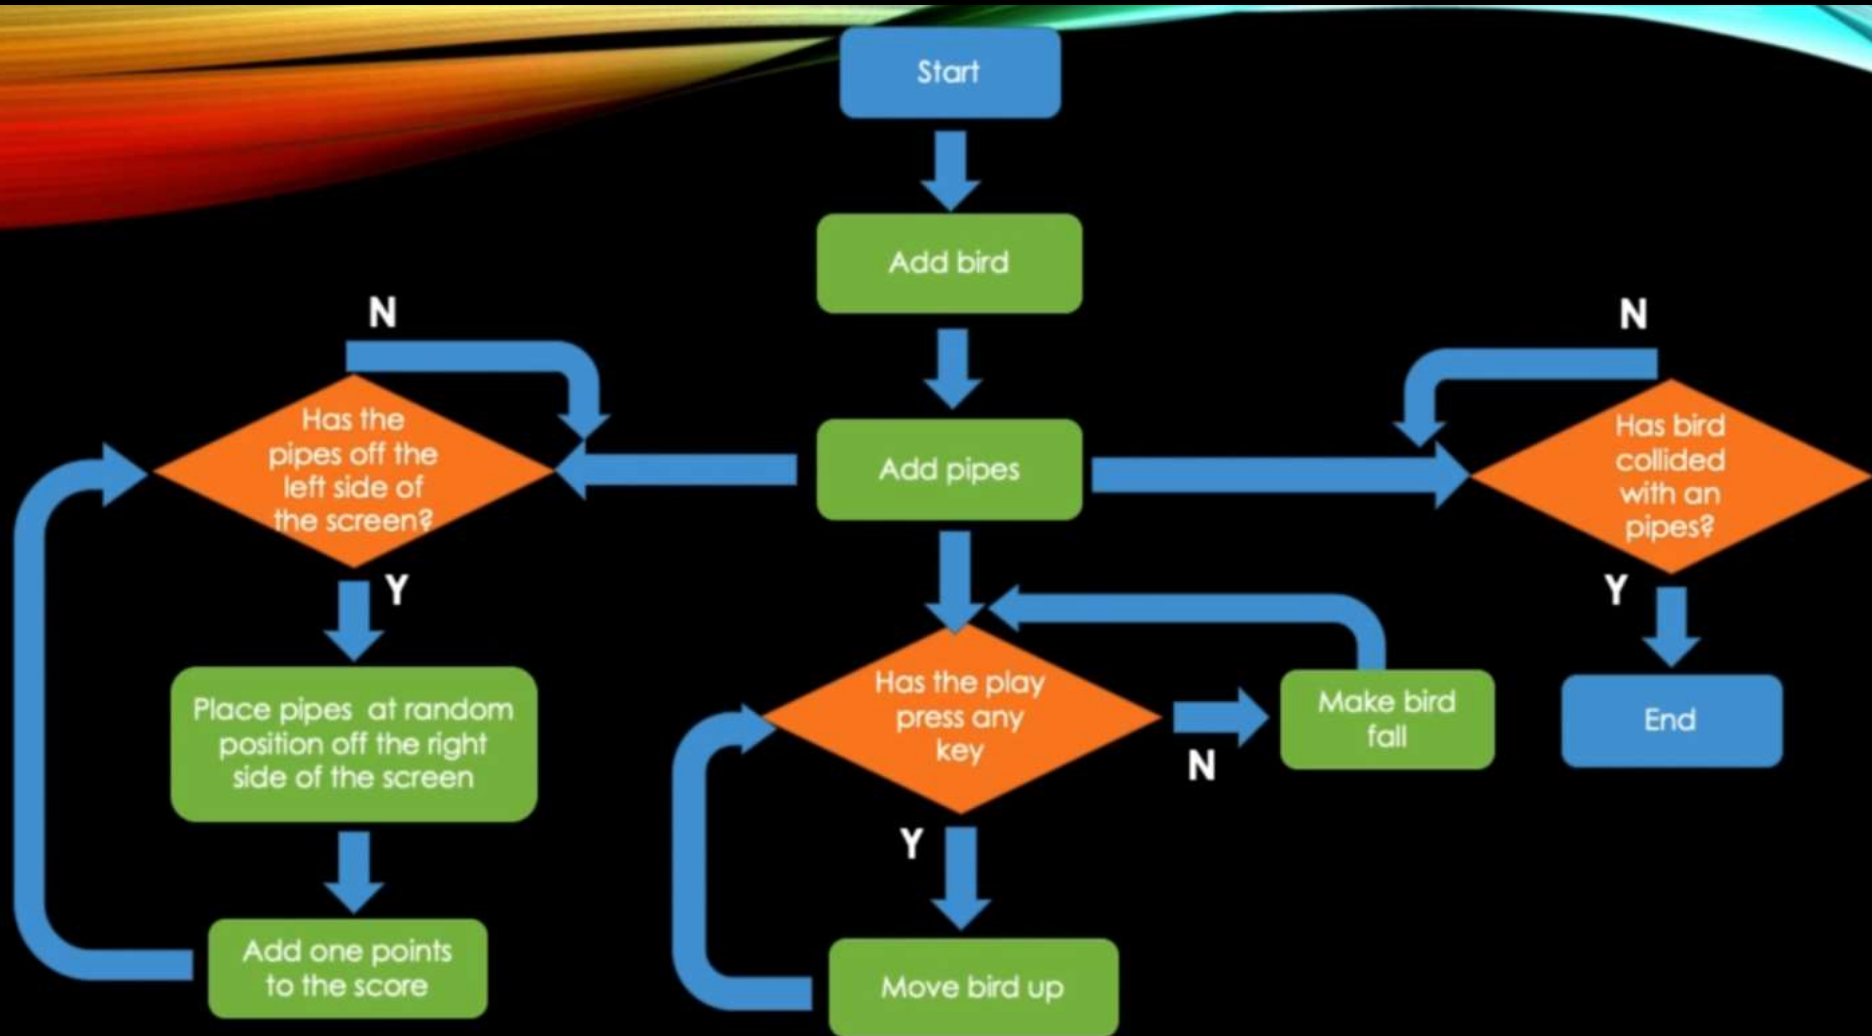 Start
Add bird
N
N
Has the
pipes off the
left side of
the screen?
Add pipes
Has bird
collided
with an
pipes?
Y
Y
Place pipes at random
position off the right
side of the screen
Has the play
press any
key
N
Make bird
fall
End
Y
Add one points
to the score
Move bird up